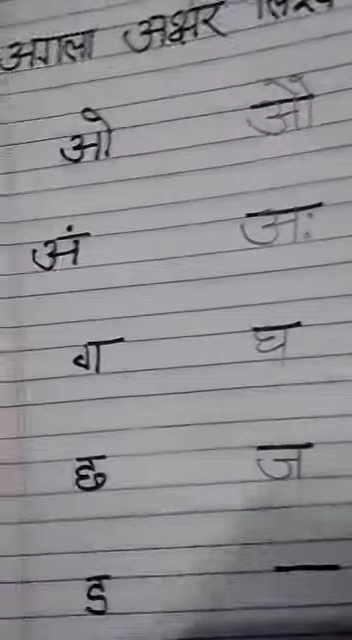 अगला अक्षर लिख
ओ औ
अं अः
ग घ
छ ज
ड